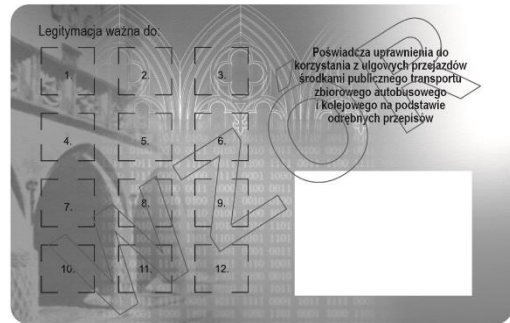 Legitymacja ważna do:
1. 2. 3.
4. 5. 6.
7. 8. 9.
10. 11. 12.
Poświadcza uprawnienia do
korzystania z ulgowych przejazdów
środkami publicznego transportu
zbiorowego autobusowego
i kolejowego na podstawie
odrębnych przepisów
WZÓR